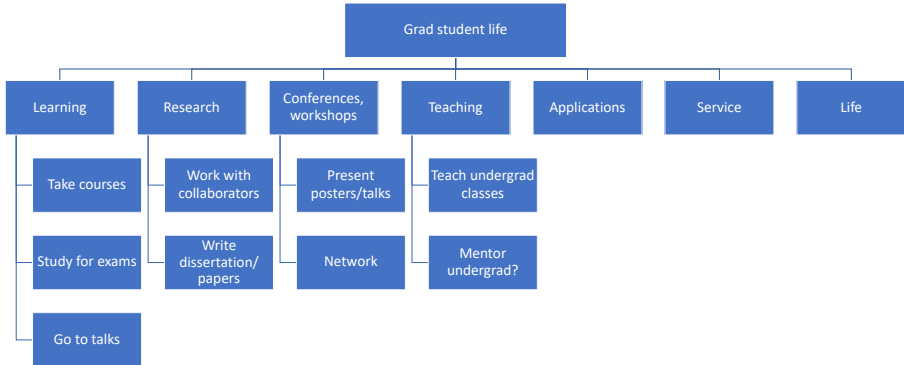 Grad student life
Learning
Research
Conferences,
workshops
Teaching
Applications
Service
Life
Take courses
Work with
collaborators
Present
posters/talks
Teach undergrad
classes
Study for exams
Write
dissertation/
papers
Network
Mentor
undergrad?
Go to talks